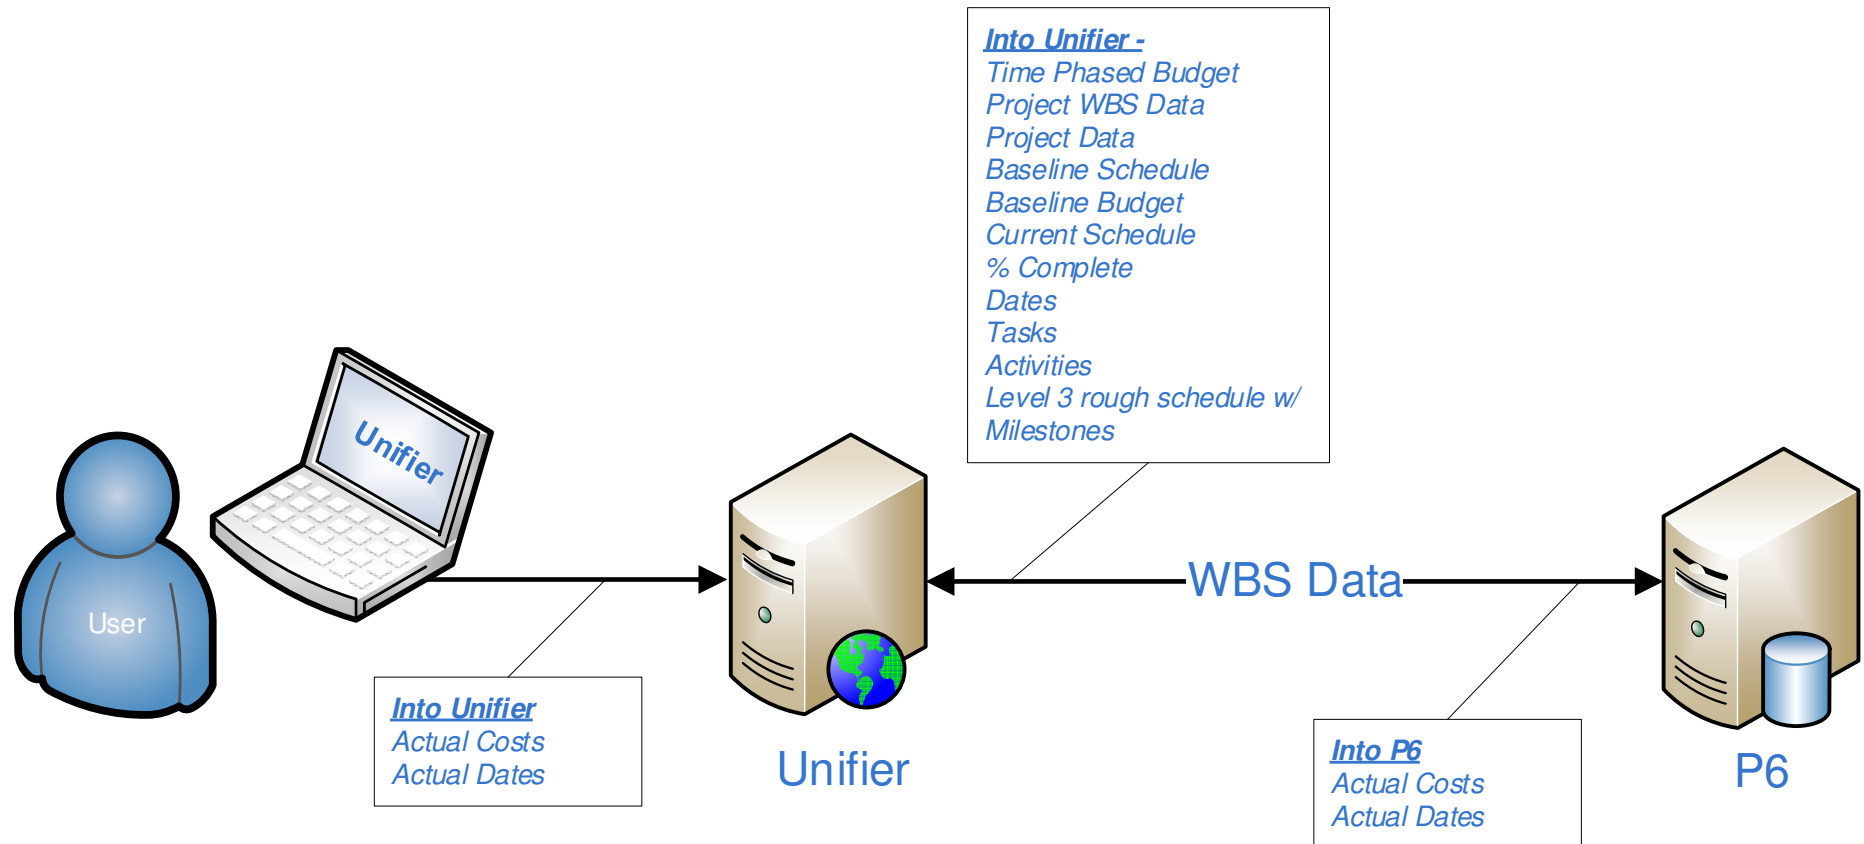 Into Unifier -
Time Phased Budget
Project WBS Data
Project Data
Baseline Schedule
Baseline Budget
Current Schedule
% Complete
Dates
Tasks
Activities
Level 3 rough schedule w/
Milestones
Unifier
User
WBS Data
Into Unifier
Actual Costs
Actual Dates
Unifier
Into P6
Actual Costs
Actual Dates
P6